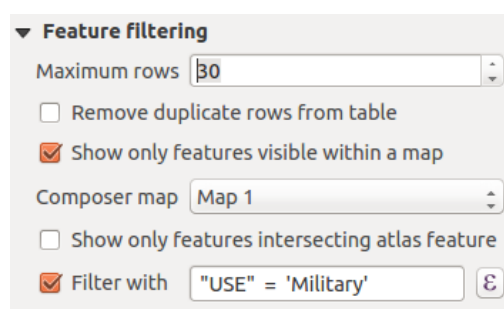 Feature filtering
Maximum rows 30
Remove duplicate rows from table
Show only features visible within a map
Composer map Map 1
Show only features intersecting atlas feature
Filter with "USE" = 'Military' ε